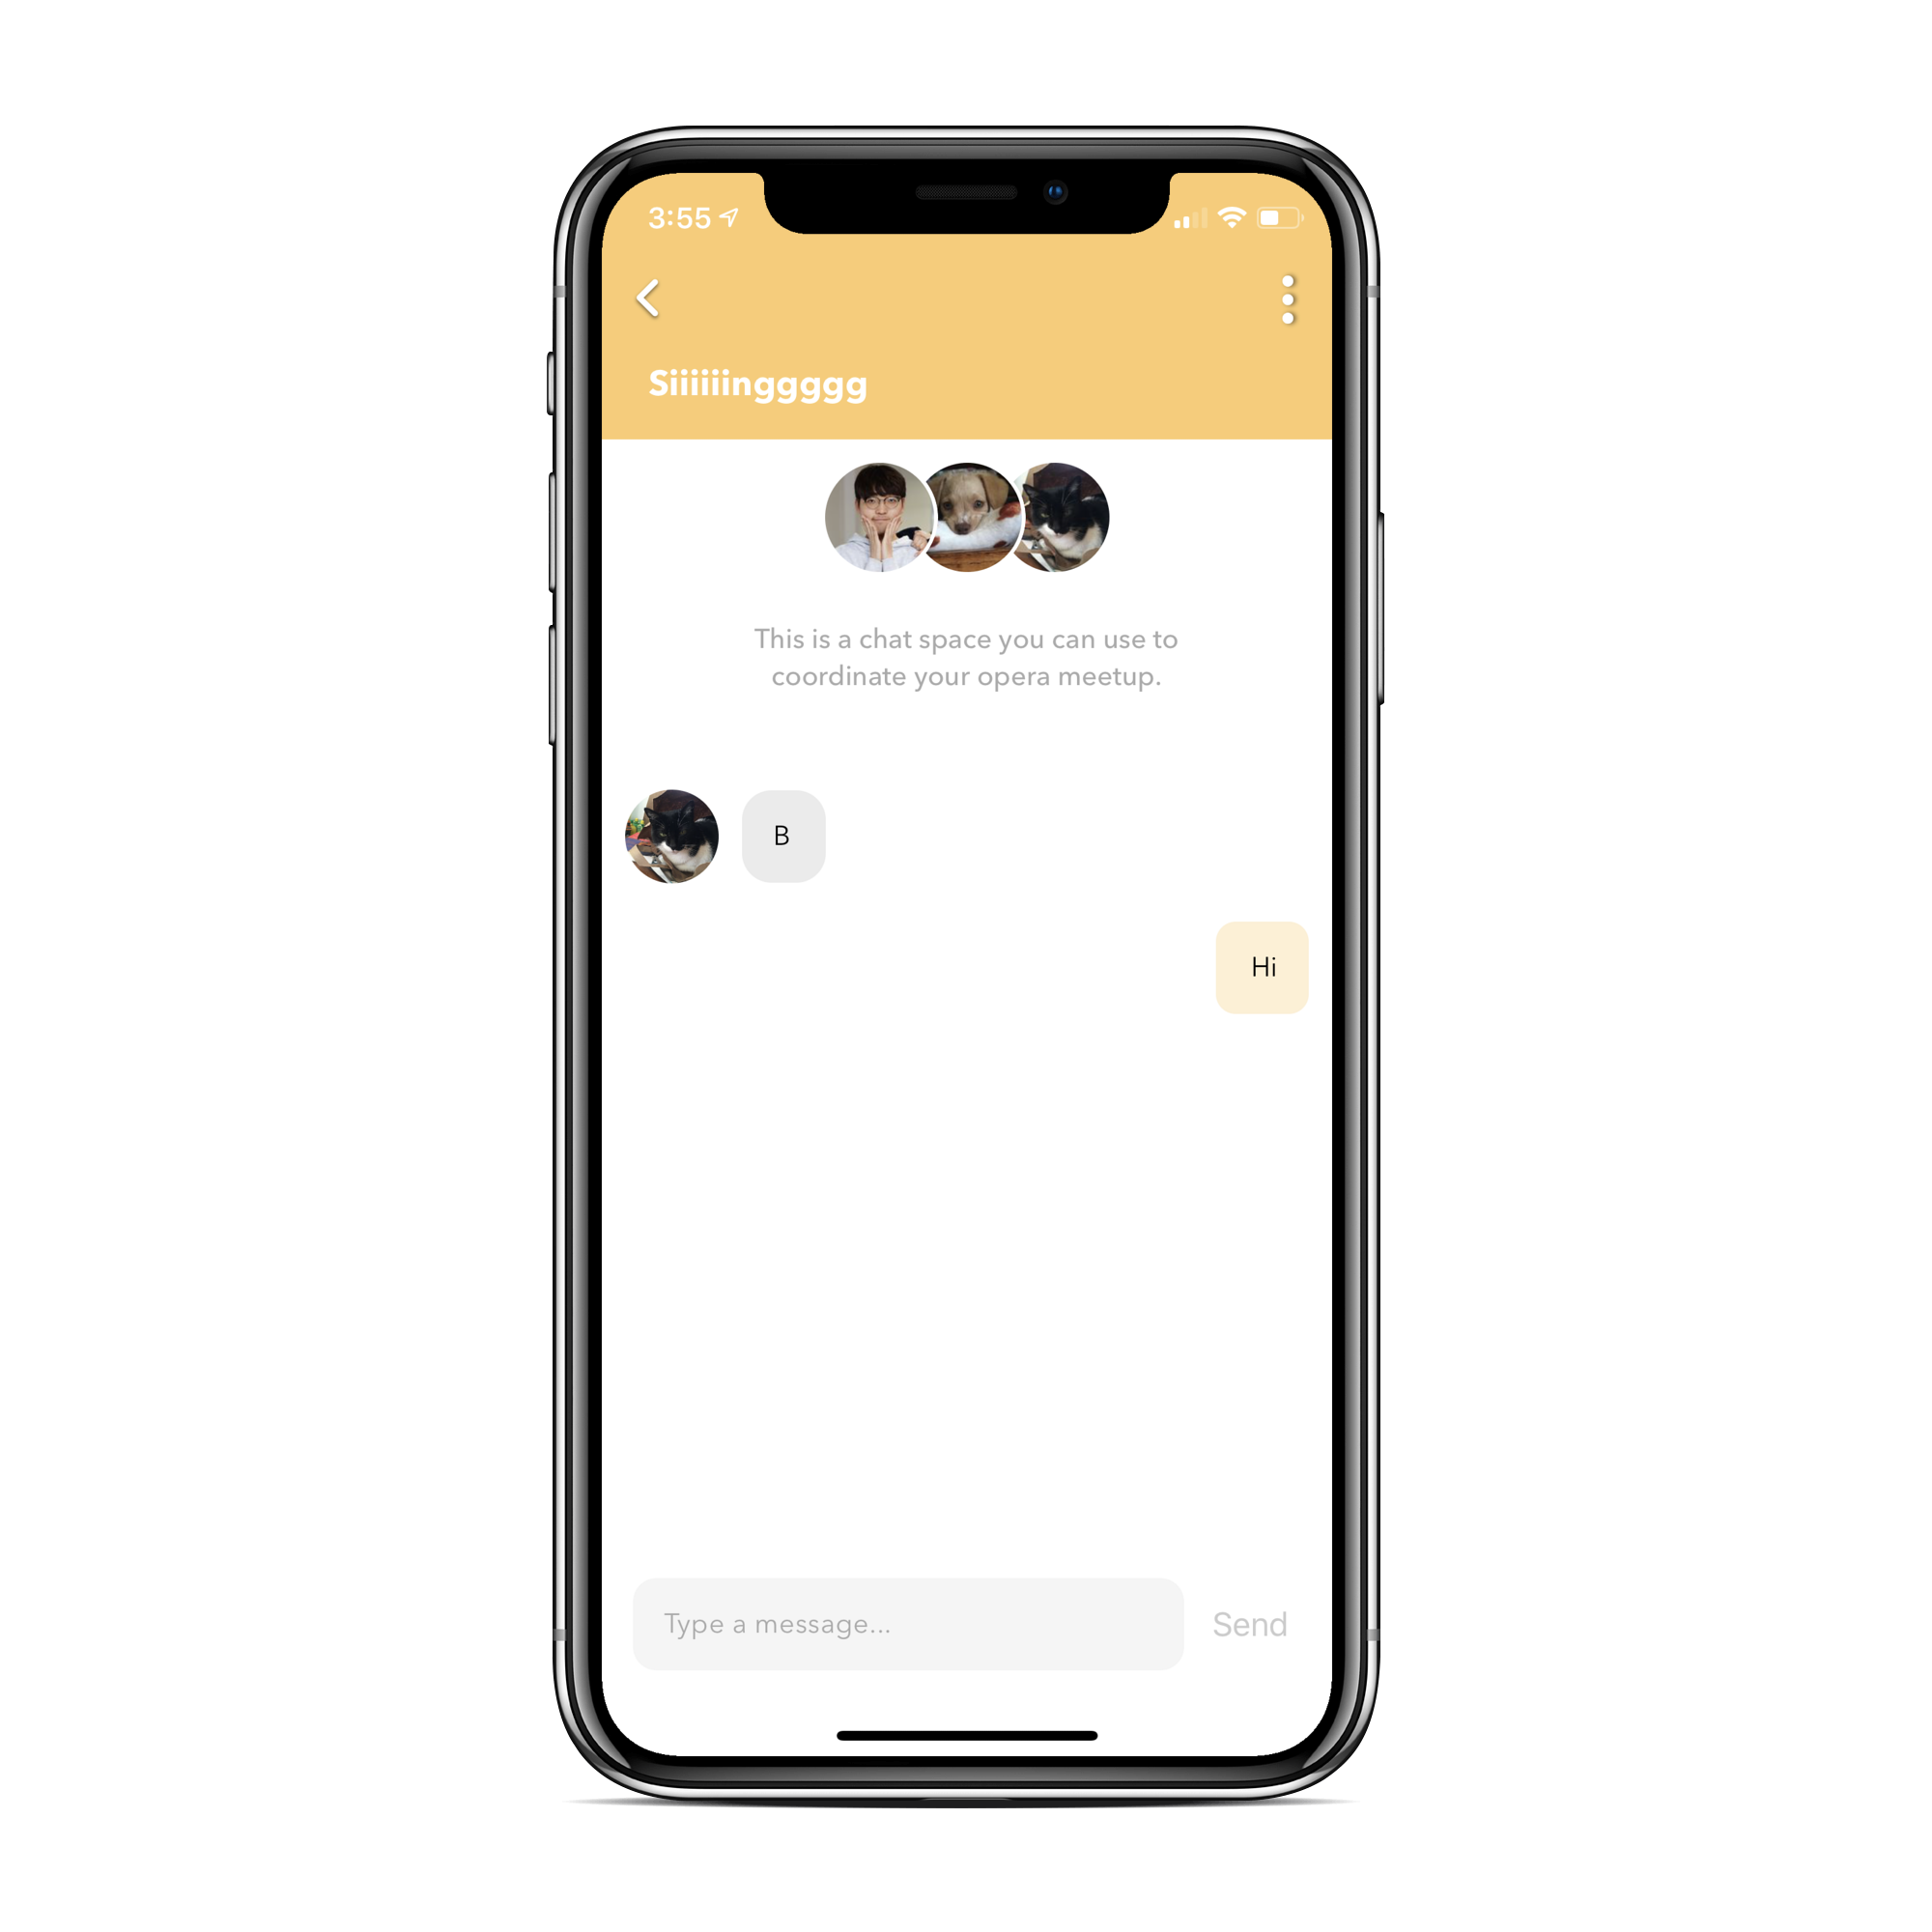 3:55
Siiiiiinggggg
This is a chat space you can use to
coordinate your opera meetup.
B
Hi
Type a message...
Send